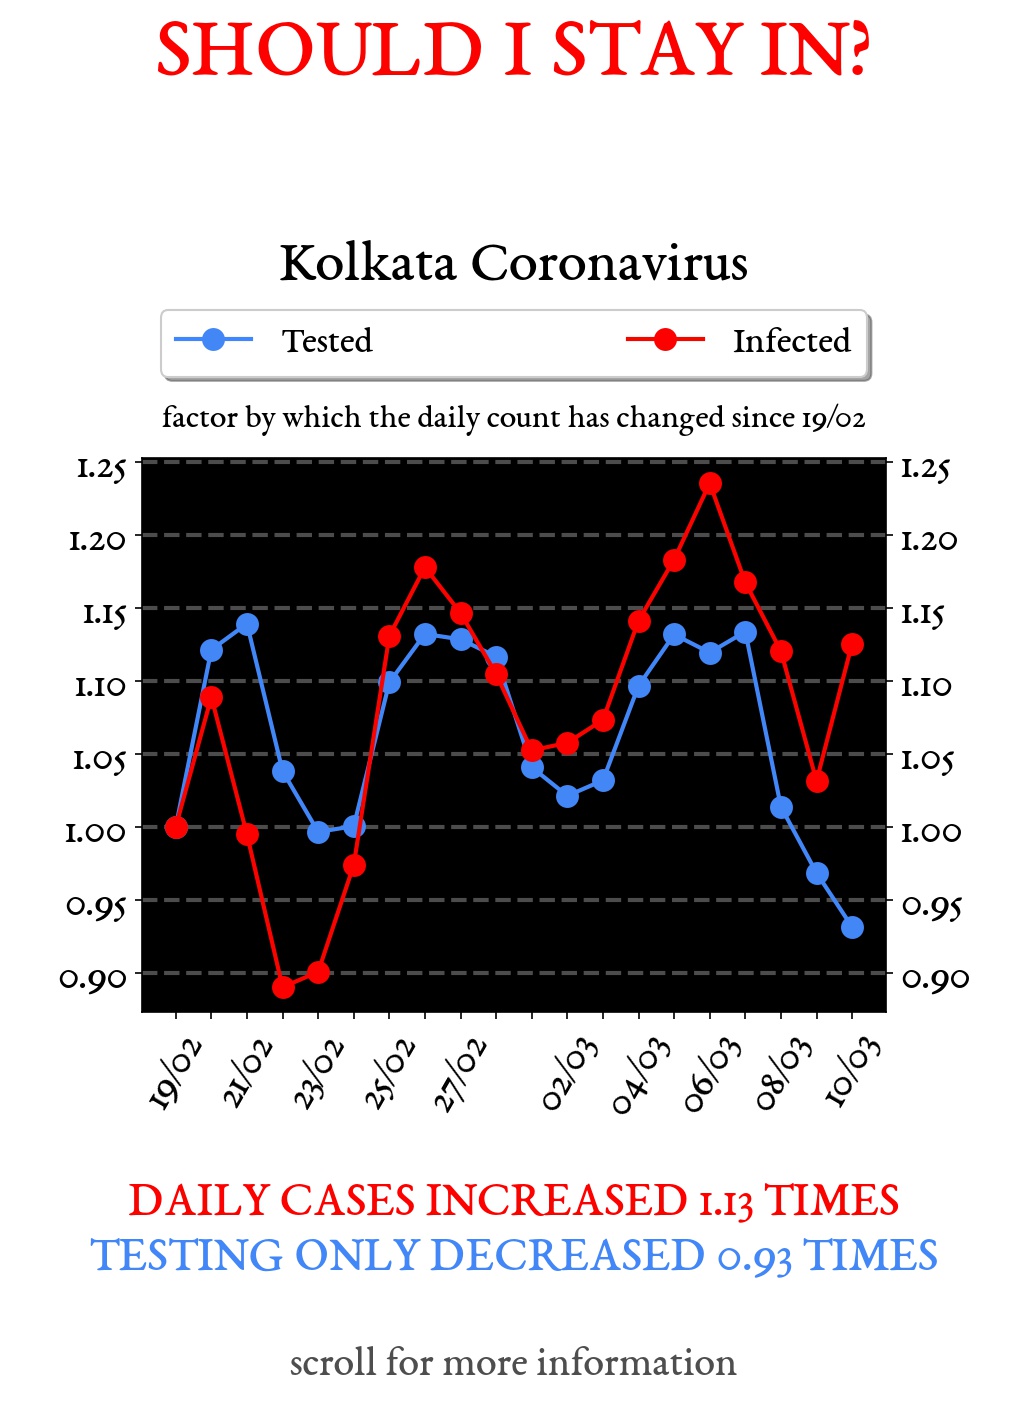 SHOULD I STAY IN?
Kolkata Coronavirus
Tested Infected
factor by which the daily count has changed since 19/02
1.25 1.25
1.20 1.20
1.15 1.15
1.10 1.10
1.05 1.05
1.00 1.00
0.95 0.95
0.90 0.90
19/02 21/02 23/02 25/02 27/02 02/03 04/03 06/03 08/03 10/03
DAILY CASES INCREASED 1.13 TIMES
TESTING ONLY DECREASED 0.93 TIMES
scroll for more information